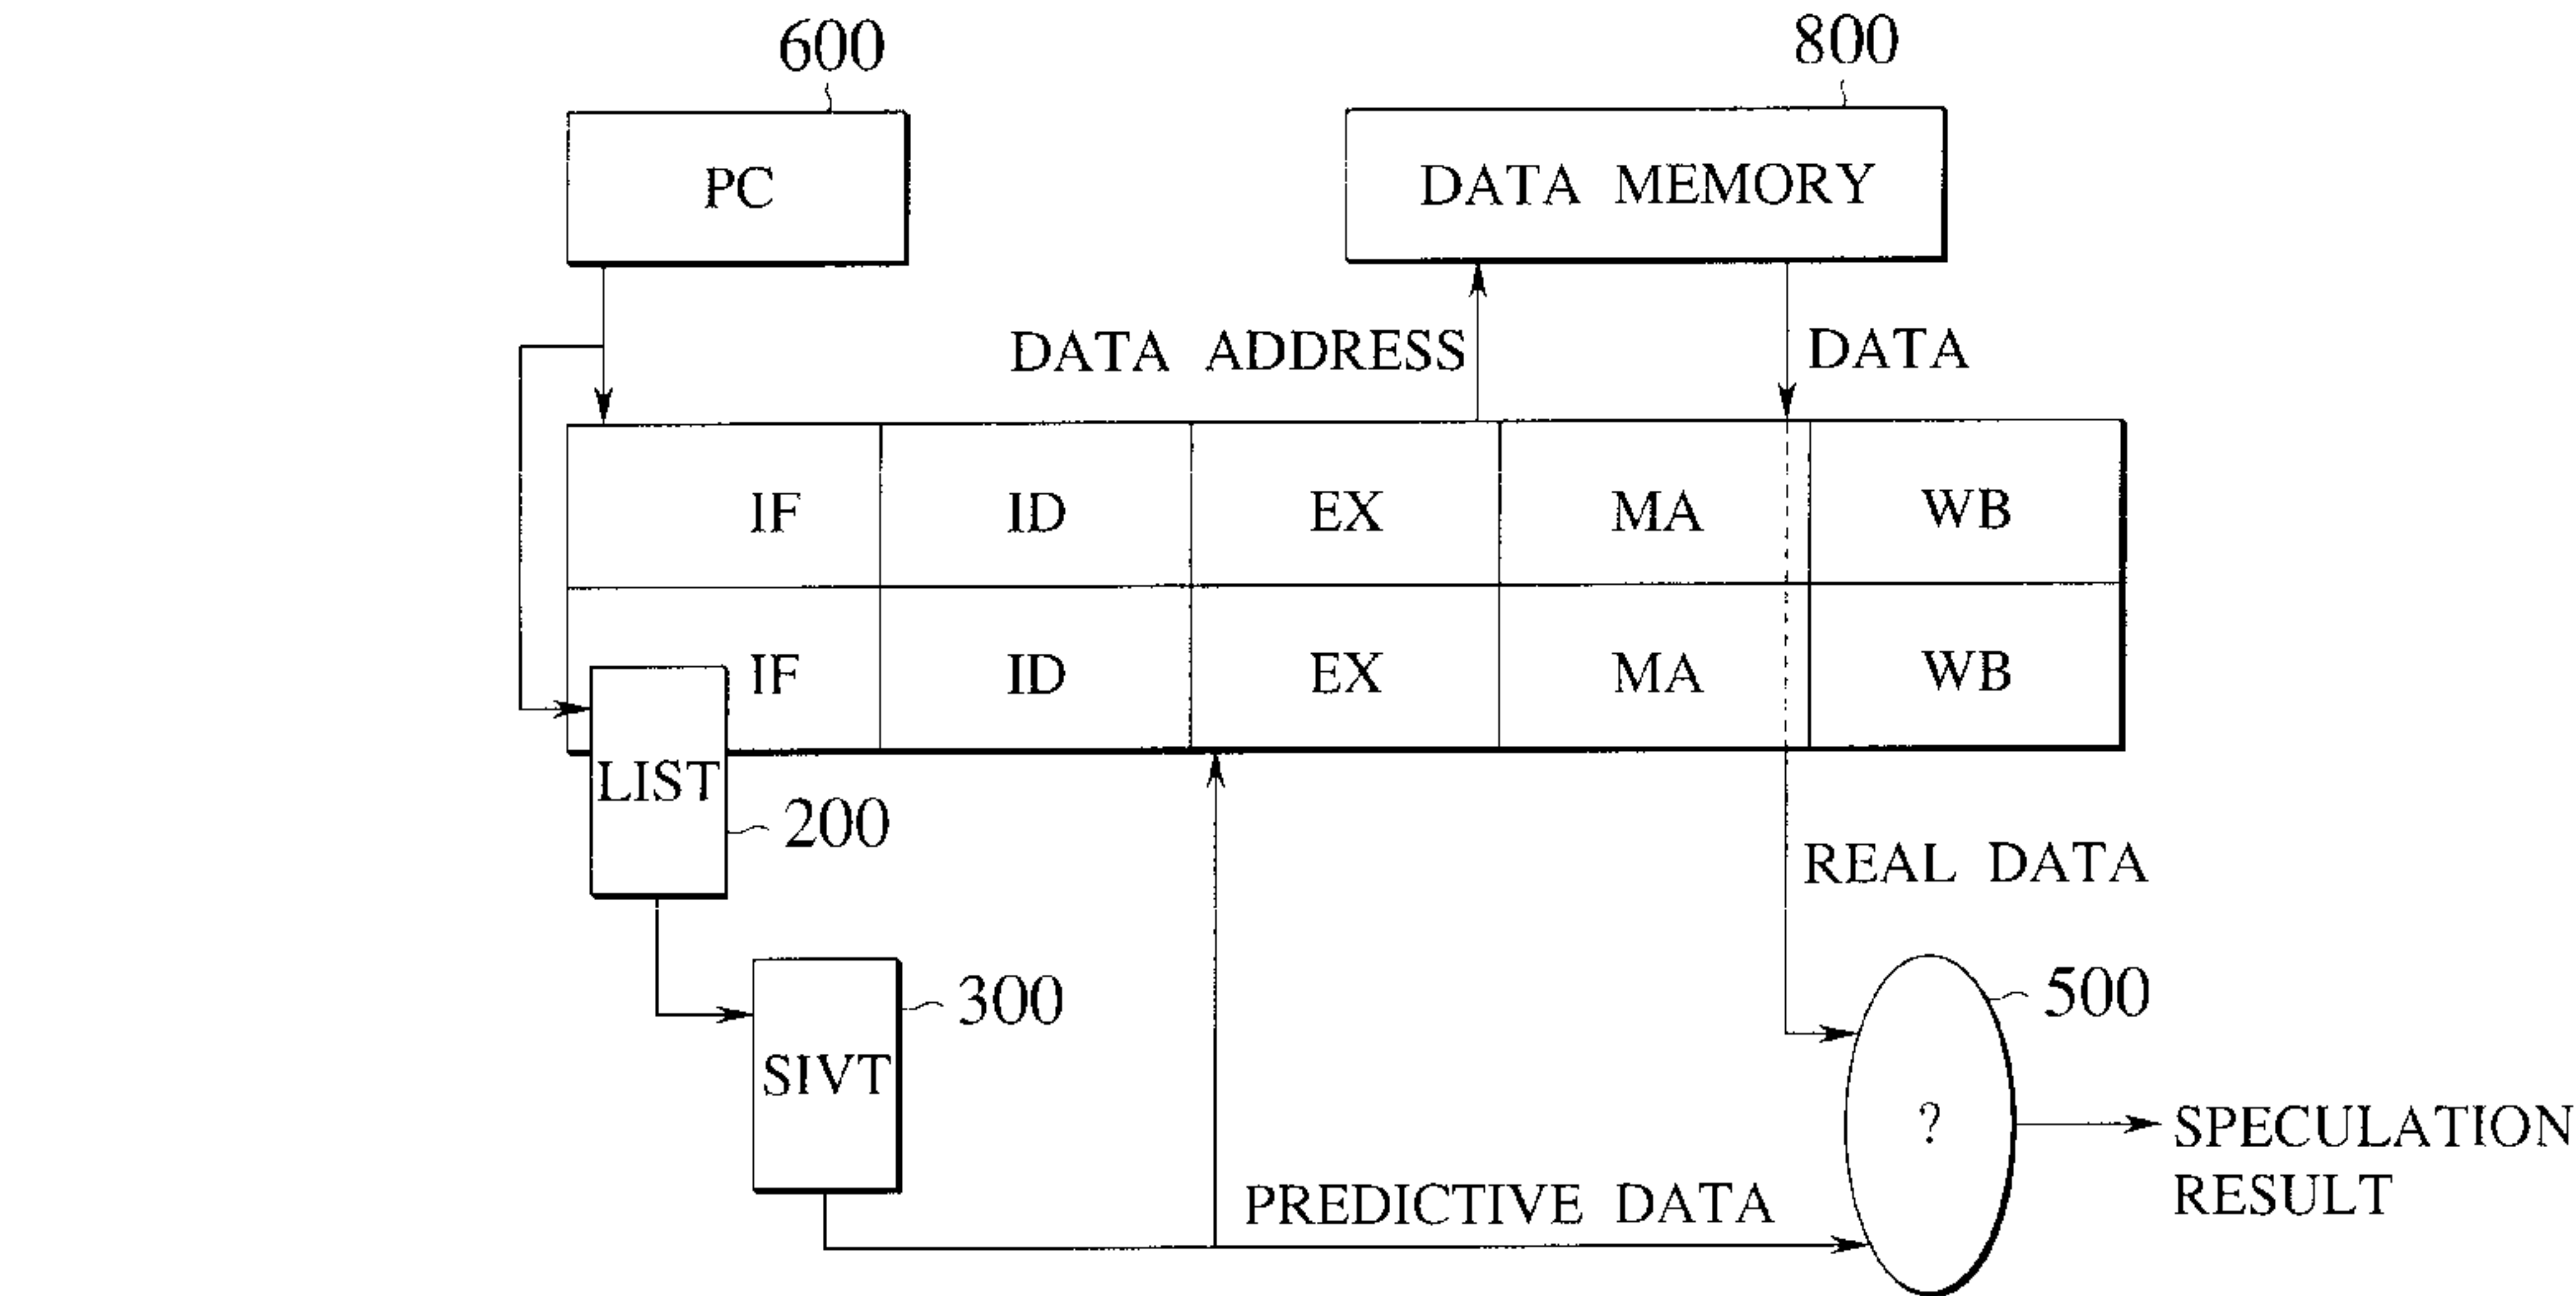 600
800
PC
DATA MEMORY
DATA ADDRESS
DATA
IF ID EX MA WB
IF ID EX MA WB
LIST
200
REAL DATA
300
500
SIVT
?
SPECULATION
RESULT
PREDICTIVE DATA